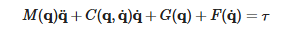 M(q)q̈ + C(q, q̇)q̇ + G(q) + F(q̇) = τ